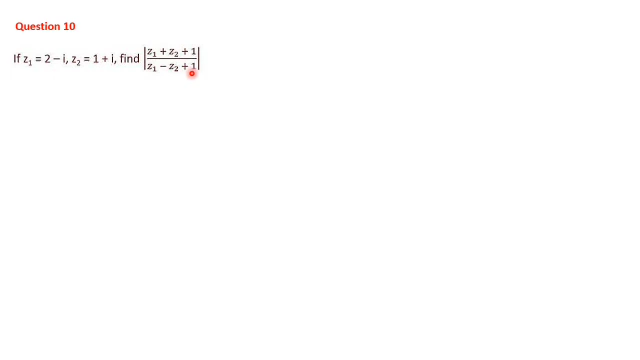 Question 10
If z₁ = 2 – i, z₂ = 1 + i, find |(z₁ + z₂ + 1)/(z₁ − z₂ + 1)|